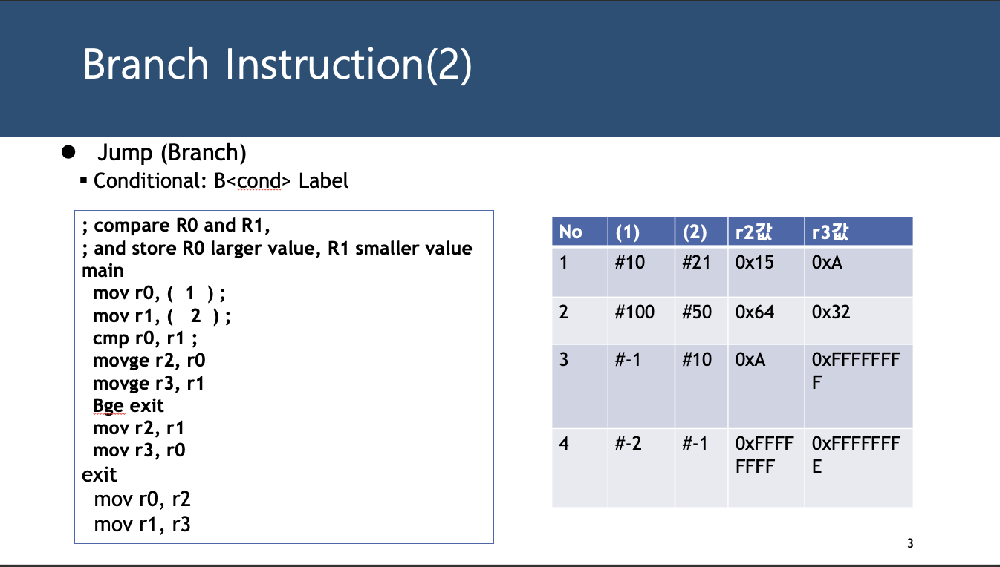 Branch Instruction(2)
● Jump (Branch)
▪ Conditional: B<cond> Label
; compare R0 and R1,
; and store R0 larger value, R1 smaller value
main
mov r0, ( 1 ) ;
mov r1, ( 2 ) ;
cmp r0, r1 ;
movge r2, r0
movge r3, r1
Bge exit
mov r2, r1
mov r3, r0
exit
mov r0, r2
mov r1, r3
No (1) (2) r2값 r3값
1 #10 #21 0x15 0xA
2 #100 #50 0x64 0x32
3 #-1 #10 0xA 0xFFFFFFF
F
4 #-2 #-1 0xFFFF 0xFFFFFFF
FFFF E
3